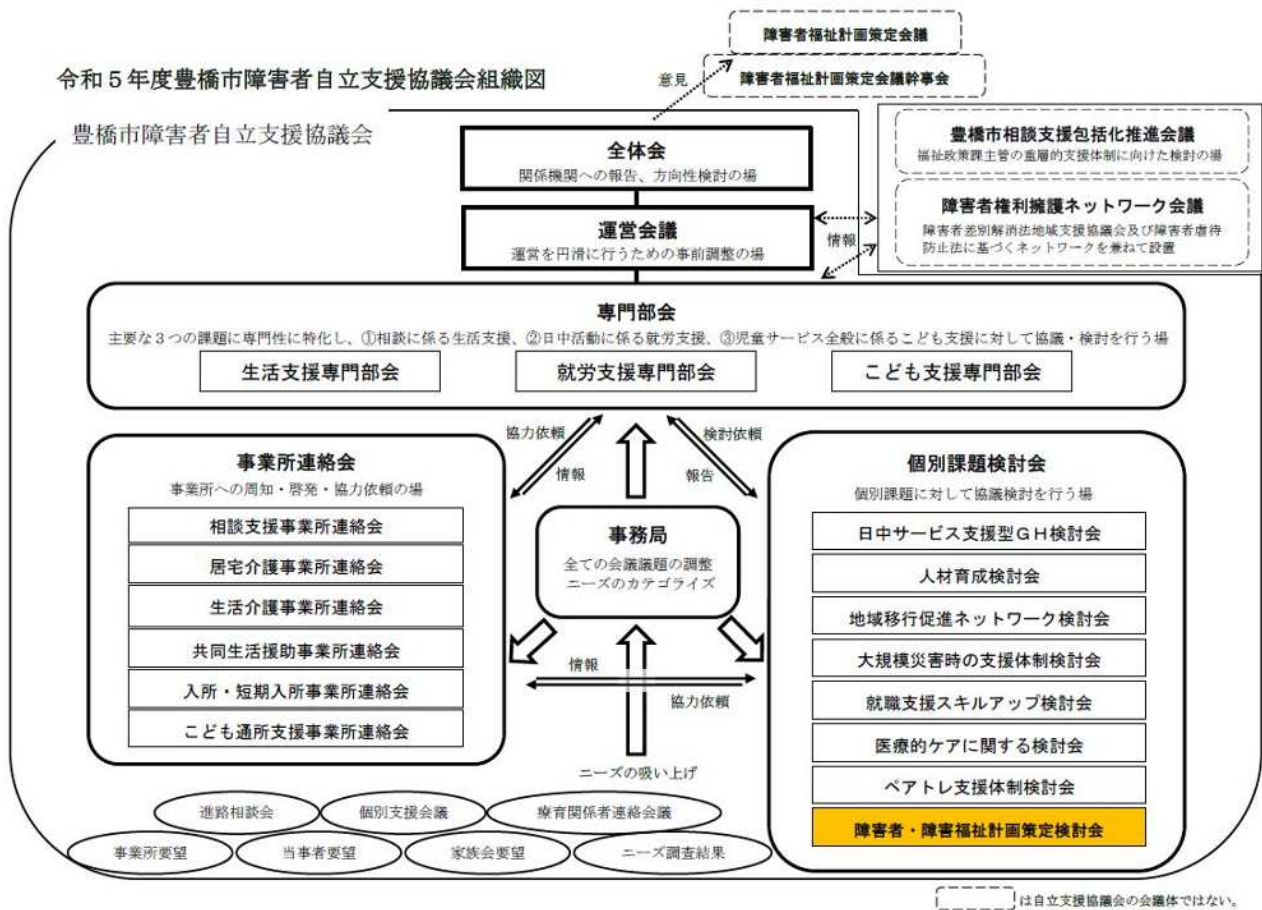 障害者福祉計画策定会議
令和5年度豊橋市障害者自立支援協議会組織図
意見
障害者福祉計画策定会議幹事会
豊橋市障害者自立支援協議会
全体会
関係機関への報告、方向性検討の場
豊橋市相談支援包括化推進会議
福祉政策課主管の重層的支援体制に向けた検討の場
運営会議
運営を円滑に行うための事前調整の場
情報
障害者権利擁護ネットワーク会議
障害者差別解消法地域支援協議会及び障害者虐待
防止法に基づくネットワークを兼ねて設置
専門部会
主要な3つの課題に専門性に特化し、①相談に係る生活支援、②日中活動に係る就労支援、③児童サービス全般に係るこども支援に対して協議・検討を行う場
生活支援専門部会
就労支援専門部会
こども支援専門部会
協力依頼
情報
検討依頼
報告
事業所連絡会
事業所への周知・啓発・協力依頼の場
相談支援事業所連絡会
居宅介護事業所連絡会
生活介護事業所連絡会
共同生活援助事業所連絡会
入所・短期入所事業所連絡会
こども通所支援事業所連絡会
事務局
全ての会議議題の調整
ニーズのカテゴライズ
情報
協力依頼
ニーズの吸い上げ
個別課題検討会
個別課題に対して協議検討を行う場
日中サービス支援型GH検討会
人材育成検討会
地域移行促進ネットワーク検討会
大規模災害時の支援体制検討会
就職支援スキルアップ検討会
医療的ケアに関する検討会
ペアトレ支援体制検討会
障害者・障害福祉計画策定検討会
進路相談会
個別支援会議
療育関係者連絡会議
事業所要望
当事者要望
家族会要望
ニーズ調査結果
は自立支援協議会の会議体ではない。